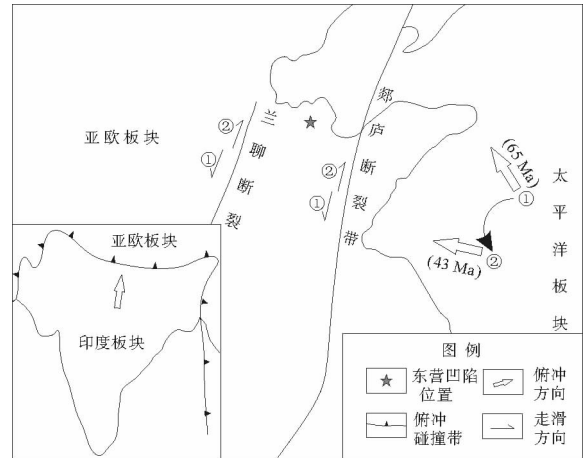 亚欧板块
兰聊断裂
①
②
郯庐断裂带
①
②
(65 Ma)
①
(43 Ma)
②
太平洋板块
亚欧板块
印度板块
图 例
东营凹陷
位置
俯冲
方向
俯冲
碰撞带
走滑
方向